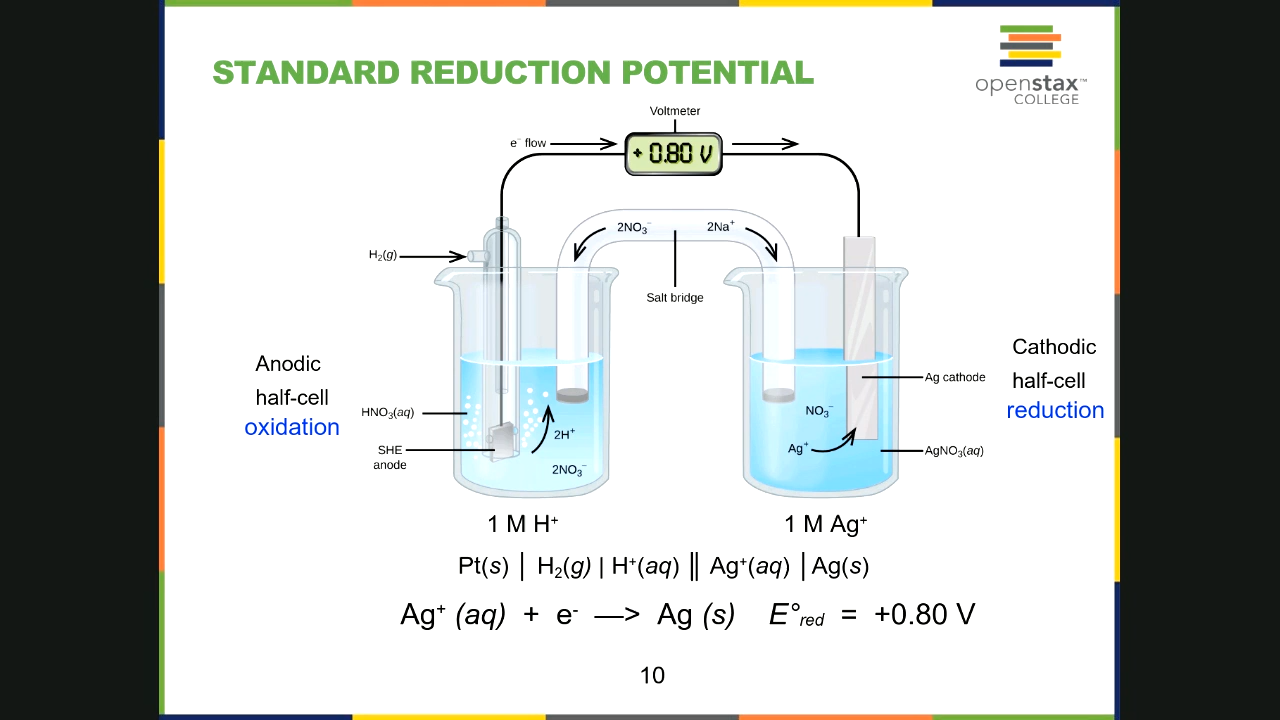 STANDARD REDUCTION POTENTIAL
openstax™
COLLEGE
Voltmeter
e⁻ flow
+ 0.80 V
2NO₃⁻
2Na⁺
H₂(g)
Salt bridge
Anodic
half-cell
oxidation
Cathodic
half-cell
reduction
Ag cathode
HNO₃(aq)
NO₃⁻
2H⁺
SHE
anode
Ag⁺
AgNO₃(aq)
2NO₃⁻
1 M H⁺
1 M Ag⁺
Pt(s) │ H₂(g) | H⁺(aq) ║ Ag⁺(aq) │Ag(s)
Ag⁺ (aq) + e⁻ —> Ag (s) E°red = +0.80 V
10